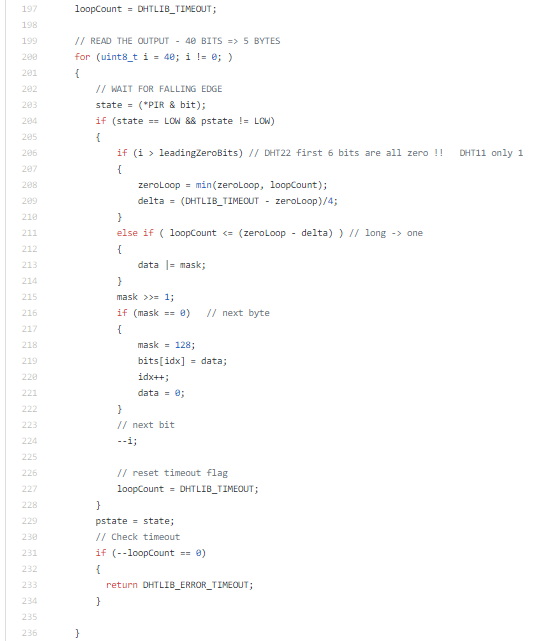 197 loopCount = DHTLIB_TIMEOUT;
198
199 // READ THE OUTPUT - 40 BITS => 5 BYTES
200 for (uint8_t i = 40; i != 0; )
201 {
202 // WAIT FOR FALLING EDGE
203 state = (*PIR & bit);
204 if (state == LOW && pstate != LOW)
205 {
206 if (i > leadingZeroBits) // DHT22 first 6 bits are all zero !!   DHT11 only 1
207 {
208 zeroLoop = min(zeroLoop, loopCount);
209 delta = (DHTLIB_TIMEOUT - zeroLoop)/4;
210 }
211 else if ( loopCount <= (zeroLoop - delta) ) // long -> one
212 {
213 data |= mask;
214 }
215 mask >>= 1;
216 if (mask == 0)   // next byte
217 {
218 mask = 128;
219 bits[idx] = data;
220 idx++;
221 data = 0;
222 }
223 // next bit
224 --i;
225
226 // reset timeout flag
227 loopCount = DHTLIB_TIMEOUT;
228 }
229 pstate = state;
230 // Check timeout
231 if (--loopCount == 0)
232 {
233 return DHTLIB_ERROR_TIMEOUT;
234 }
235
236 }